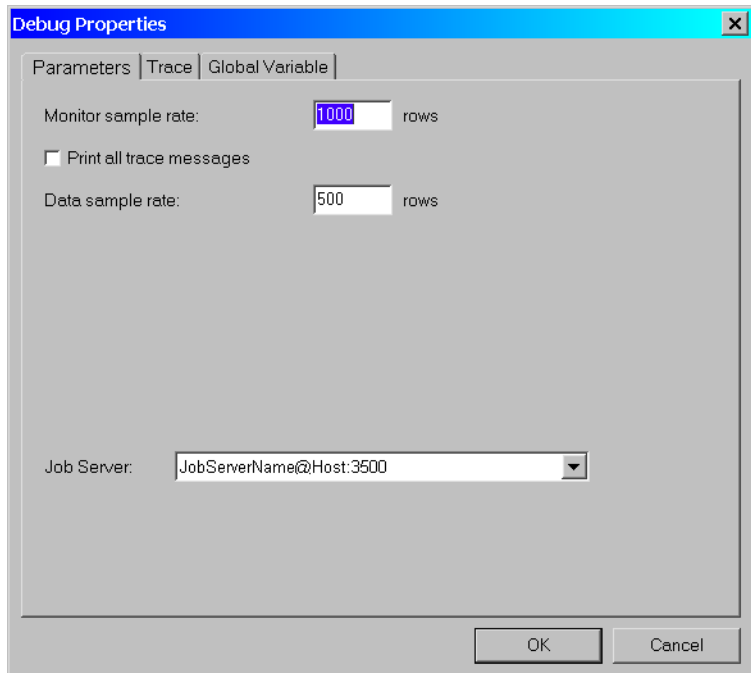 Debug Properties
Parameters Trace Global Variable
Monitor sample rate: 1000 rows
Print all trace messages
Data sample rate: 500 rows
Job Server: JobServerName@Host:3500
OK Cancel